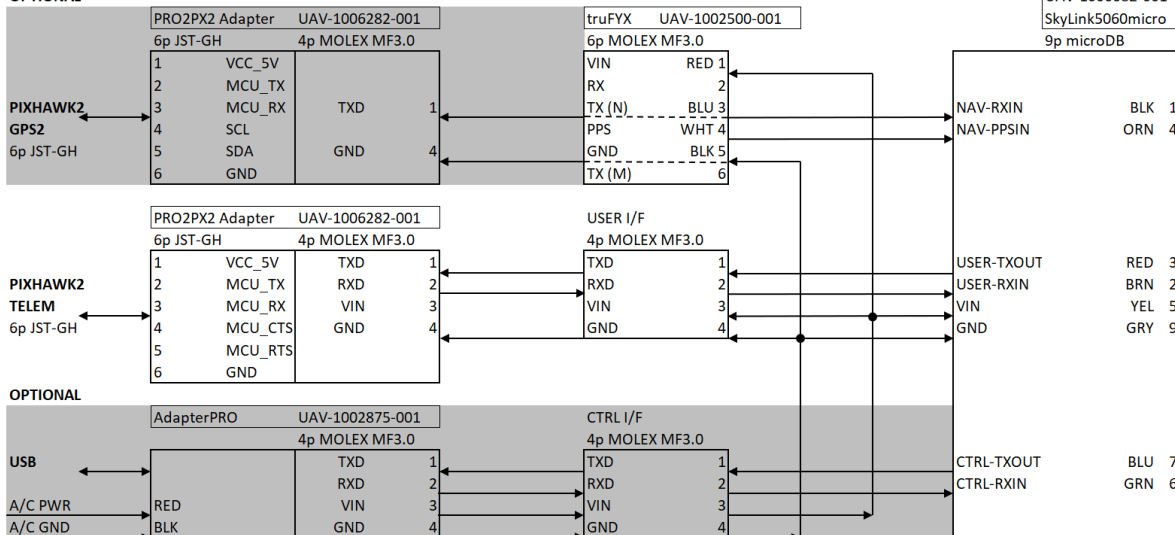 PRO2PX2 Adapter UAV-1006282-001
6p JST-GH 4p MOLEX MF3.0
1 VCC_5V
2 MCU_TX
3 MCU_RX TXD 1
4 SCL
5 SDA GND 4
6 GND
PIXHAWK2
GPS2
6p JST-GH
truFYX UAV-1002500-001
6p MOLEX MF3.0
VIN RED 1
RX 2
TX (N) BLU 3
PPS WHT 4
GND BLK 5
TX (M) 6
SkyLink5060micro
9p microDB
NAV-RXIN BLK 1
NAV-PPSIN ORN 4
PRO2PX2 Adapter UAV-1006282-001
6p JST-GH 4p MOLEX MF3.0
1 VCC_5V TXD 1
2 MCU_TX RXD 2
3 MCU_RX VIN 3
4 MCU_CTS GND 4
5 MCU_RTS
6 GND
PIXHAWK2
TELEM
6p JST-GH
USER I/F
4p MOLEX MF3.0
TXD 1
RXD 2
VIN 3
GND 4
USER-TXOUT RED 3
USER-RXIN BRN 2
VIN YEL 5
GND GRY 9
OPTIONAL
AdapterPRO UAV-1002875-001
4p MOLEX MF3.0
USB TXD 1
RXD 2
A/C PWR RED VIN 3
A/C GND BLK GND 4
CTRL I/F
4p MOLEX MF3.0
TXD 1
RXD 2
VIN 3
GND 4
CTRL-TXOUT BLU 7
CTRL-RXIN GRN 6